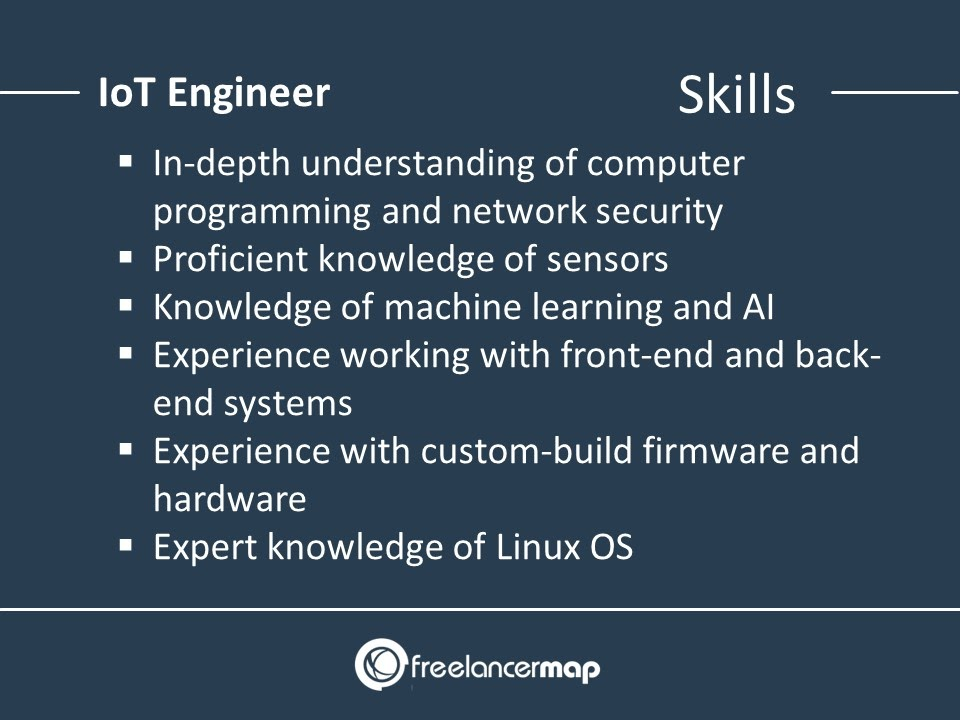 IoT Engineer Skills
▪ In-depth understanding of computer
programming and network security
▪ Proficient knowledge of sensors
▪ Knowledge of machine learning and AI
▪ Experience working with front-end and back-
end systems
▪ Experience with custom-build firmware and
hardware
▪ Expert knowledge of Linux OS
freelancermap